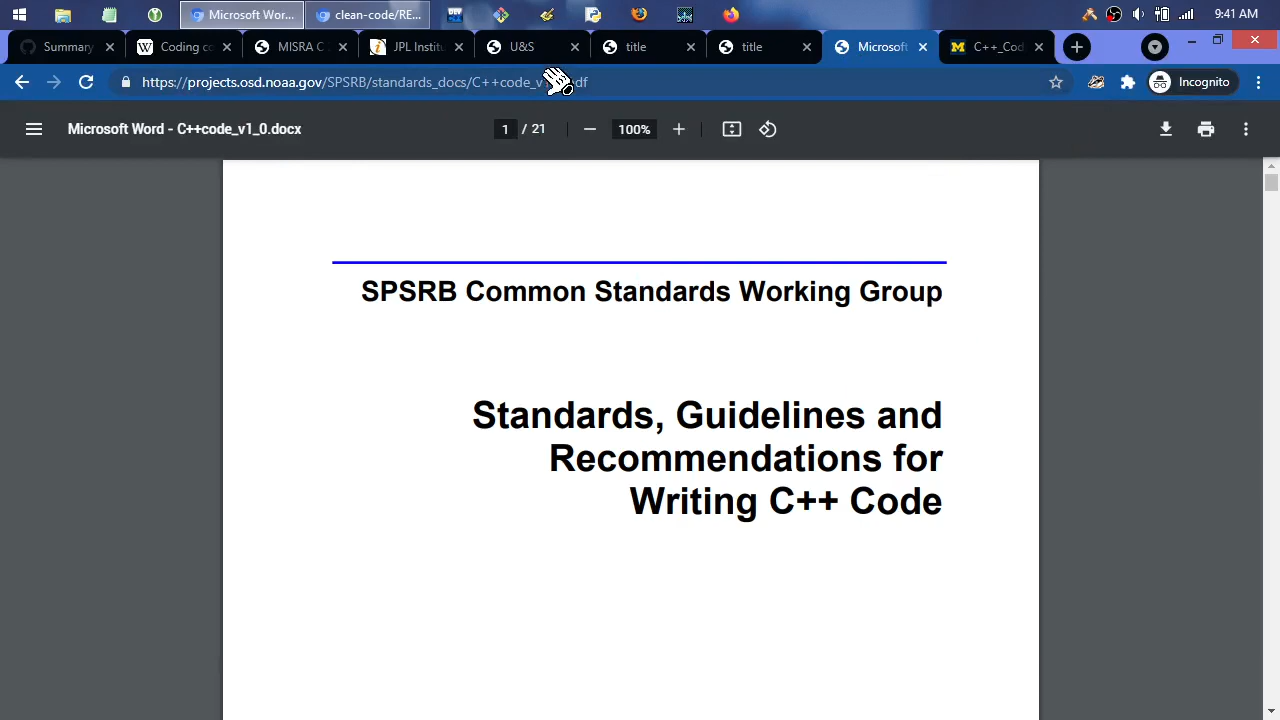 Microsoft Wor...
clean-code/RE...
9:41 AM
Summary
Coding co
MISRA C
JPL Institu
U&S
title
title
Microsoft
C++_Cod
https://projects.osd.noaa.gov/SPSRB/standards_docs/C++code_v df
Incognito
Microsoft Word - C++code_v1_0.docx
1 / 21
100%
SPSRB Common Standards Working Group
Standards, Guidelines and
Recommendations for
Writing C++ Code